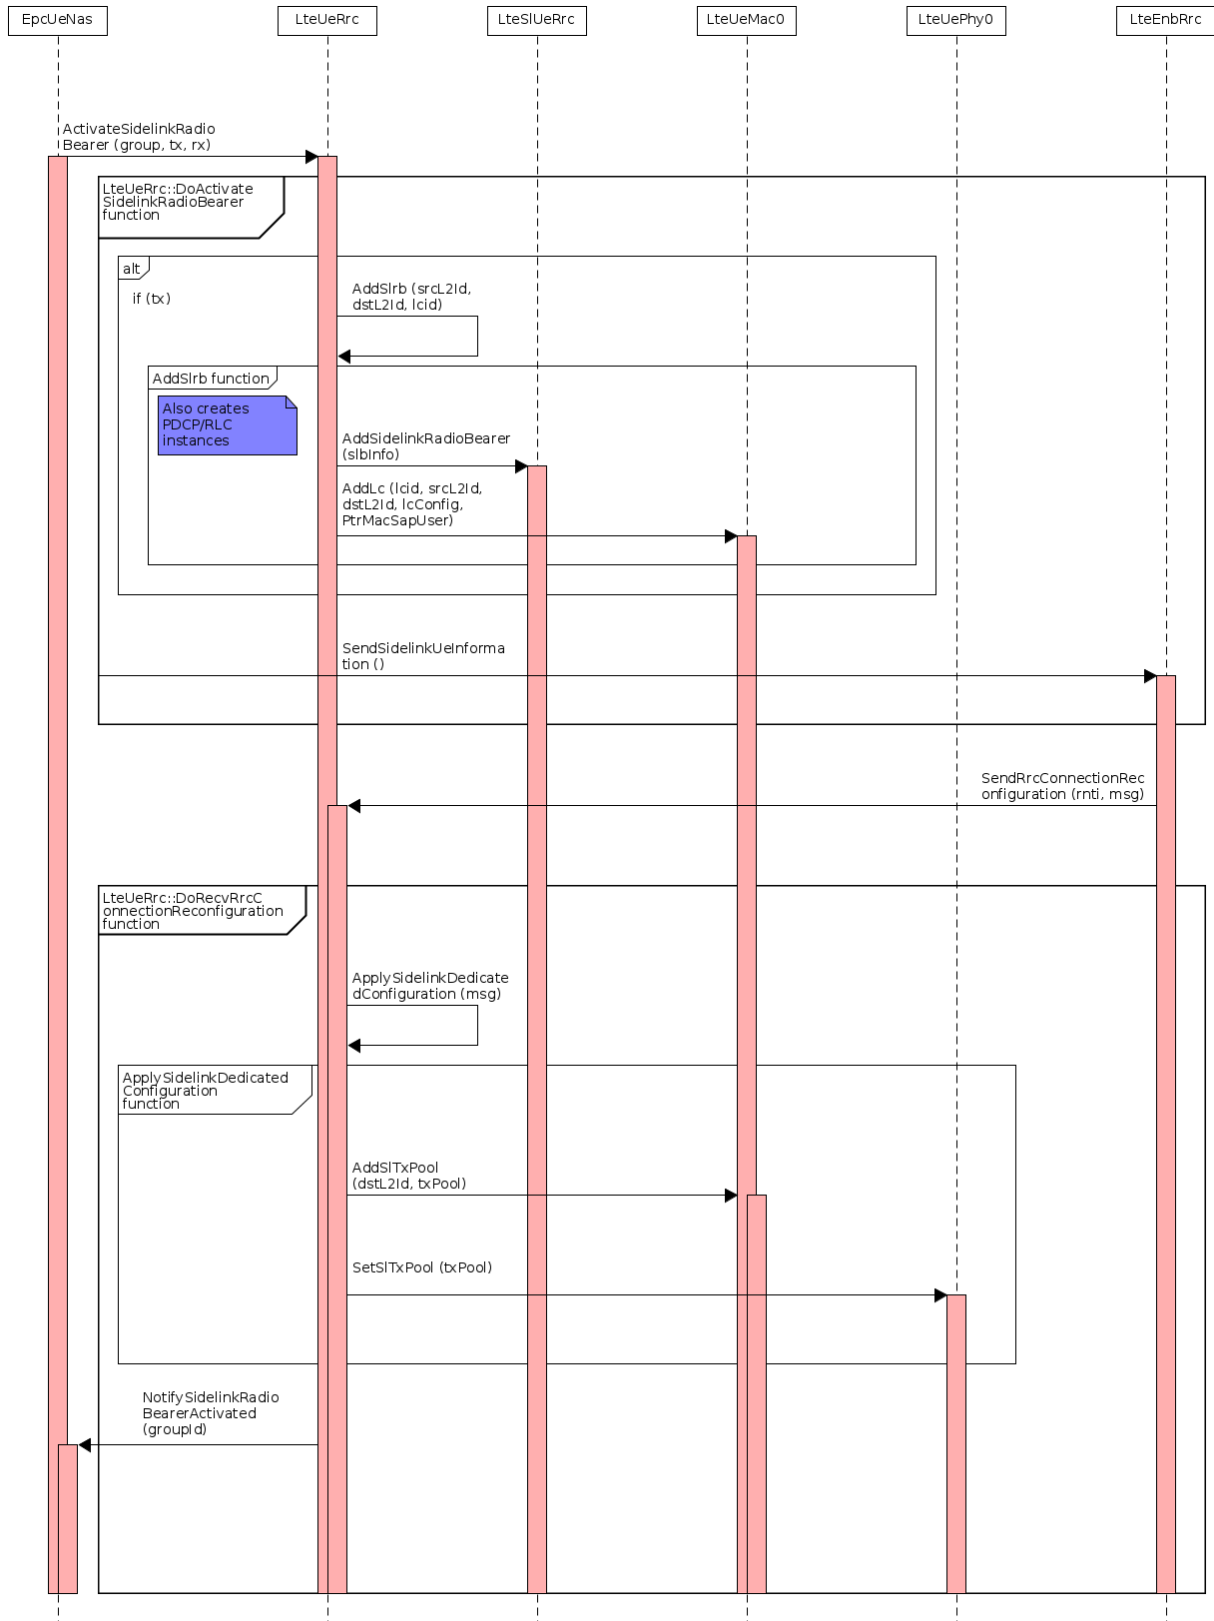 EpcUeNas
LteUeRrc
LteSlUeRrc
LteUeMac0
LteUePhy0
LteEnbRrc
ActivateSidelinkRadio
Bearer (group, tx, rx)
LteUeRrc::DoActivate
SidelinkRadioBearer
function
alt
if (tx)
AddSlrb (srcL2Id,
dstL2Id, lcid)
AddSlrb function
Also creates
PDCP/RLC
instances
AddSidelinkRadioBearer
(slbInfo)
AddLc (lcid, srcL2Id,
dstL2Id, lcConfig,
PtrMacSapUser)
SendSidelinkUeInforma
tion ()
SendRrcConnectionRec
onfiguration (rnti, msg)
LteUeRrc::DoRecvRrcC
onnectionReconfiguration
function
ApplySidelinkDedicate
dConfiguration (msg)
ApplySidelinkDedicated
Configuration
function
AddSlTxPool
(dstL2Id, txPool)
SetSlTxPool (txPool)
NotifySidelinkRadio
BearerActivated
(groupId)